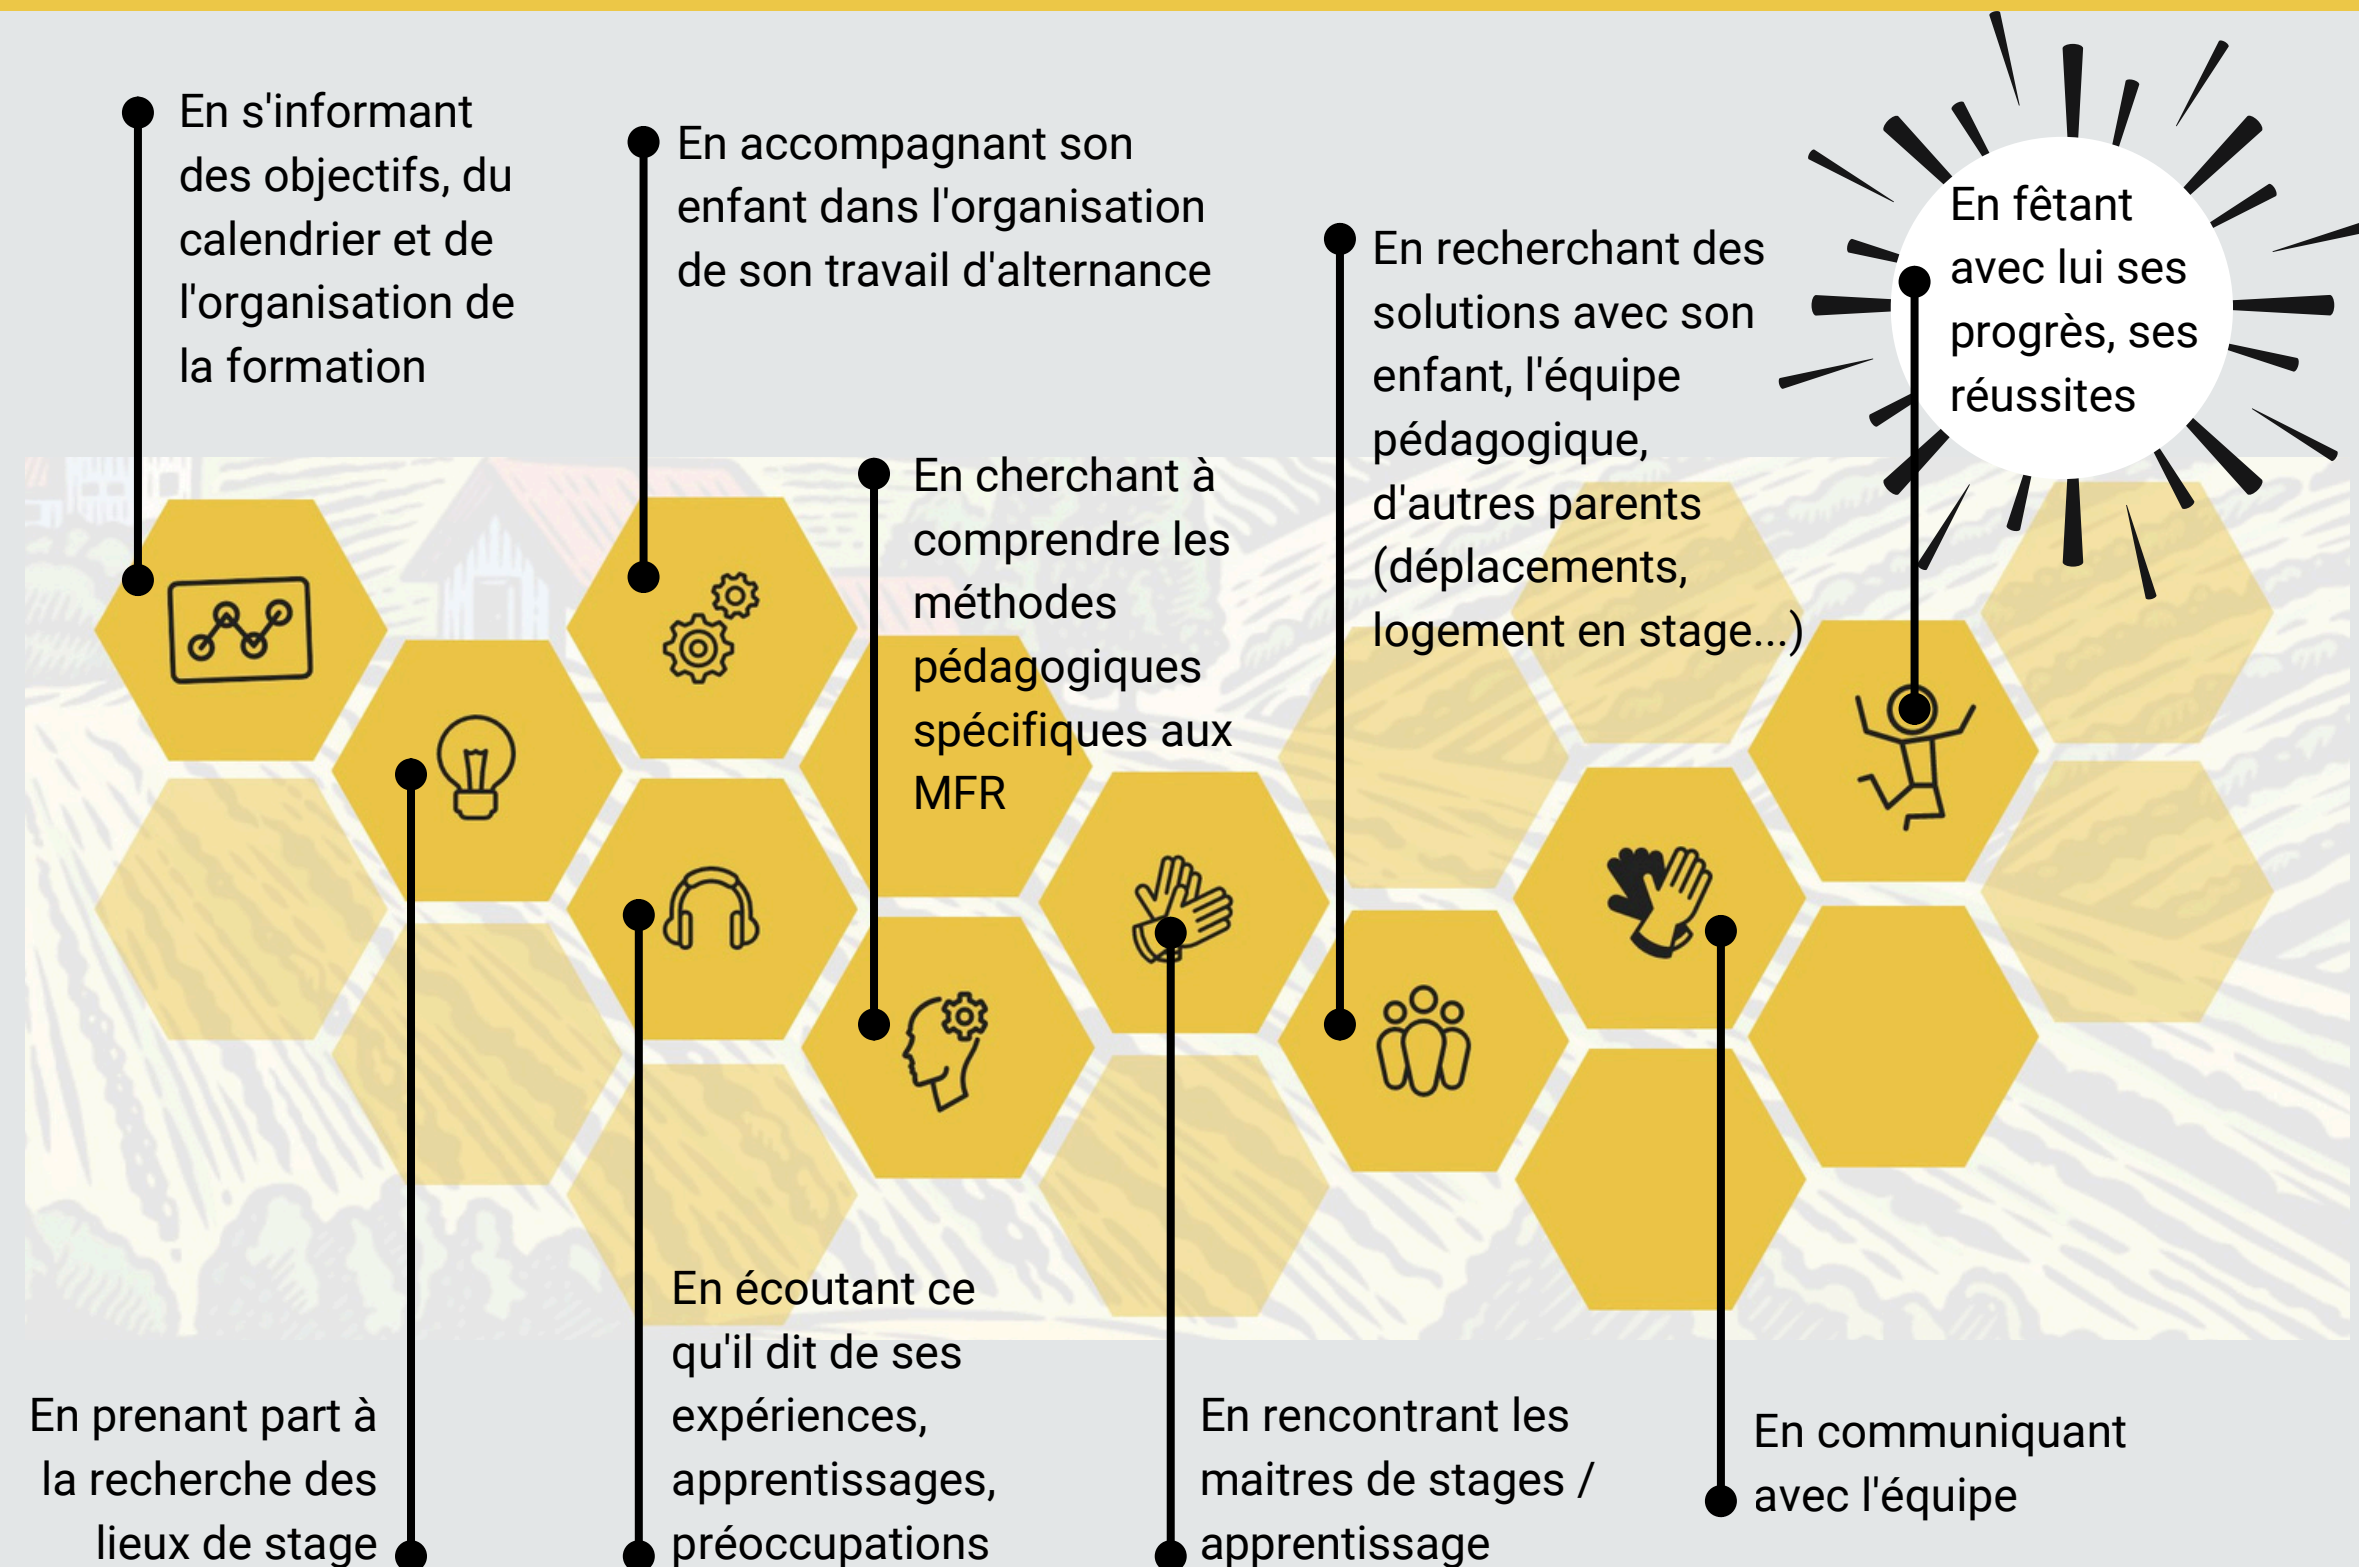 En s'informant
des objectifs, du
calendrier et de
l'organisation de
la formation
En accompagnant son
enfant dans l'organisation
de son travail d'alternance
En cherchant à
comprendre les
méthodes
pédagogiques
spécifiques aux
MFR
En recherchant des
solutions avec son
enfant, l'équipe
pédagogique,
d'autres parents
(déplacements,
logement en stage...)
En fêtant
avec lui ses
progrès, ses
réussites
En prenant part à
la recherche des
lieux de stage
En écoutant ce
qu'il dit de ses
expériences,
apprentissages,
préoccupations
En rencontrant les
maitres de stages /
apprentissage
En communiquant
avec l'équipe